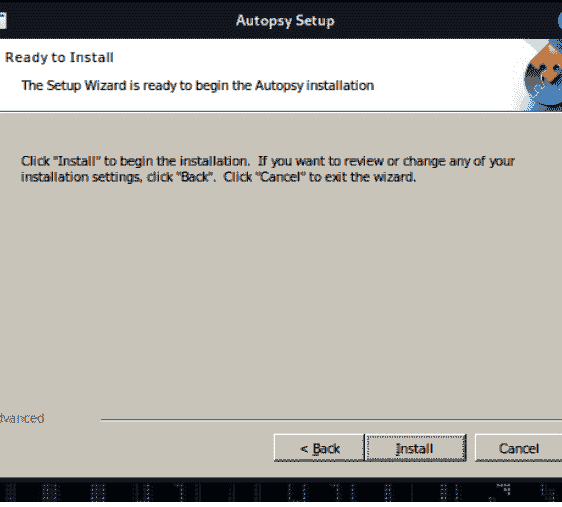 Autopsy Setup
Ready to Install
The Setup Wizard is ready to begin the Autopsy installation
Click "Install" to begin the installation. If you want to review or change any of your
installation settings, click "Back". Click "Cancel" to exit the wizard.
< Back Install Cancel